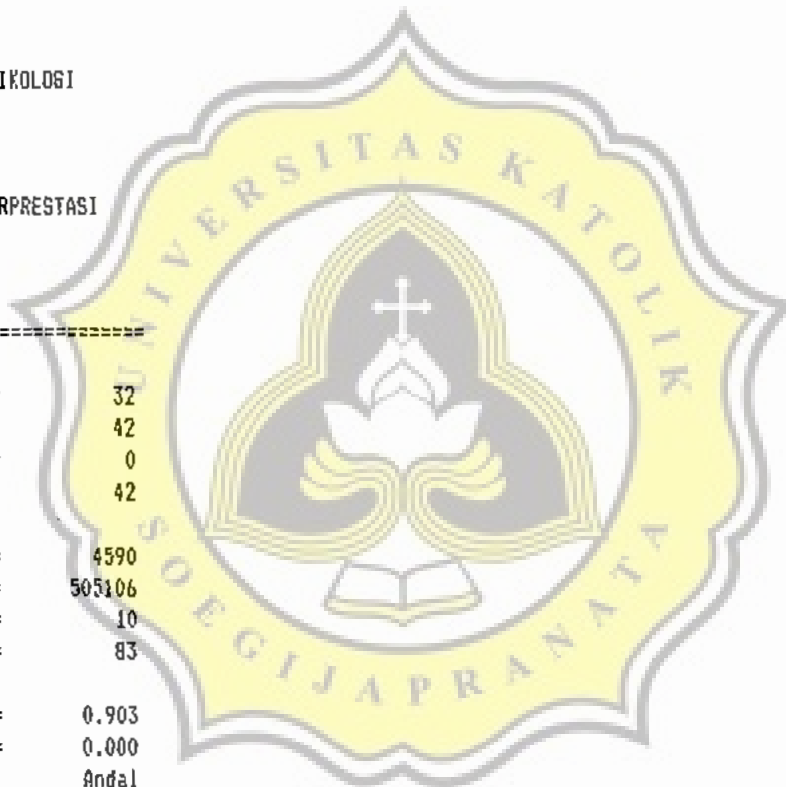 IKOLOGI
RPRESTASI
=============
32
42
0
42
= 4590
= 505106
= 10
= 83
= 0.903
= 0.000
Andal
UNIVERSITAS KATOLIK
SOEGIJAPRANATA